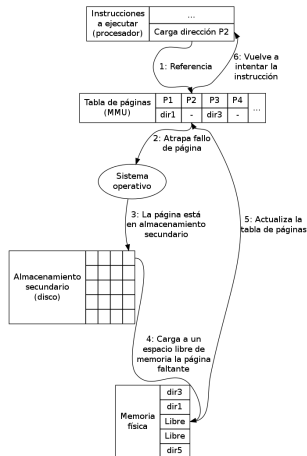 Instrucciones
a ejecutar
(procesador)
...
Carga dirección P2
1: Referencia
6: Vuelve a
intentar la
instrucción
Tabla de páginas
(MMU)
P1 P2 P3 P4
dir1 - dir3 -
...
2: Atrapa fallo
de página
Sistema
operativo
3: La página está
en almacenamiento
secundario
5: Actualiza la
tabla de páginas
Almacenamiento
secundario
(disco)
4: Carga a un
espacio libre de
memoria la página
faltante
Memoria
física
dir3
dir1
Libre
Libre
dir5